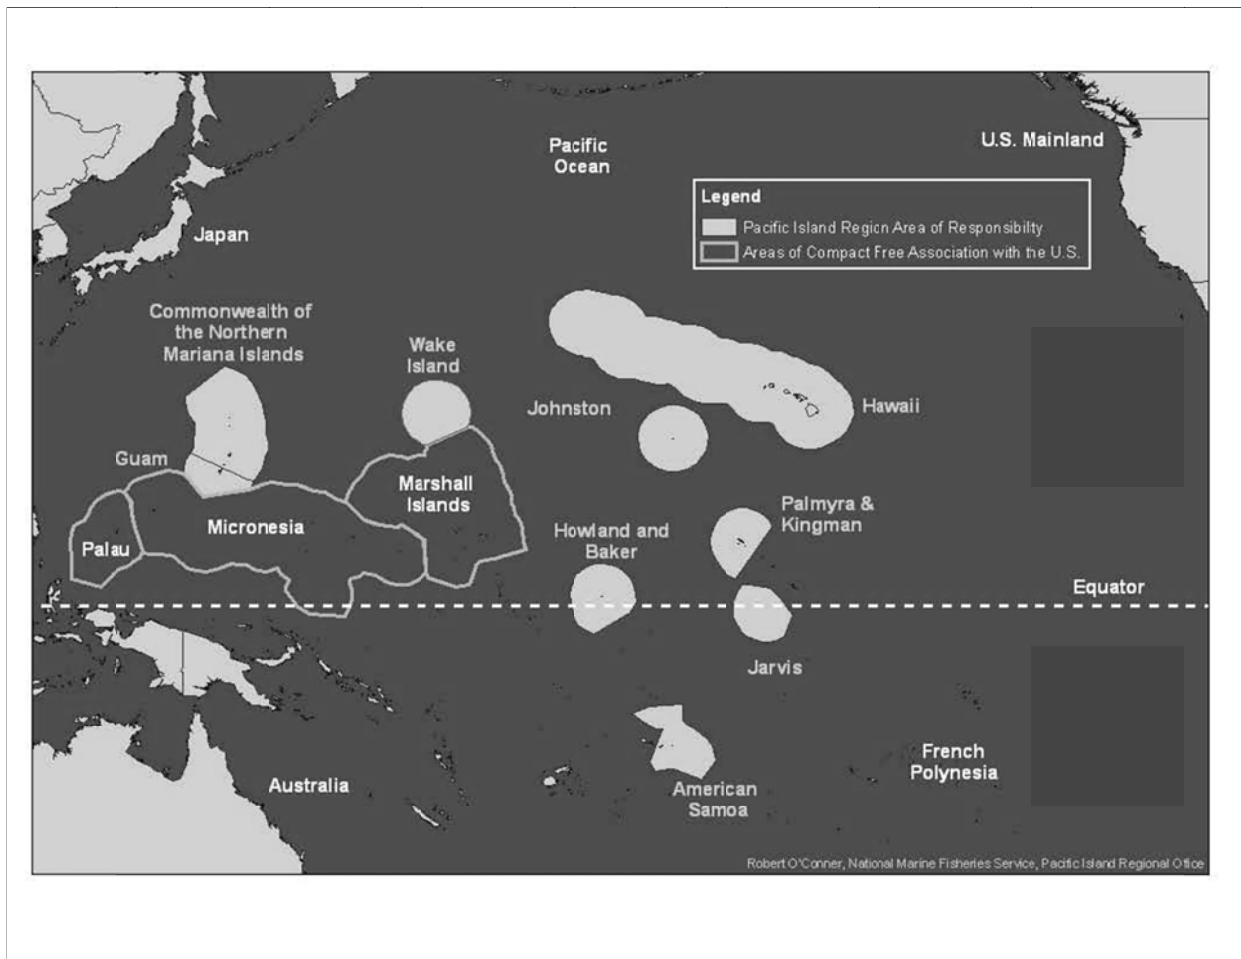 Pacific
Ocean
U.S. Mainland
Legend
Pacific Island Region Area of Responsibilty
Areas of Compact Free Association with the U.S.
Japan
Commonwealth of
the Northern
Mariana Islands
Wake
Island
Johnston
Hawaii
Guam
Marshall
Islands
Palmyra &
Kingman
Micronesia
Howland and
Baker
Palau
Equator
Jarvis
French
Polynesia
Australia
American
Samoa
Robert O'Conner, National Marine Fisheries Service, Pacific Island Regional Office